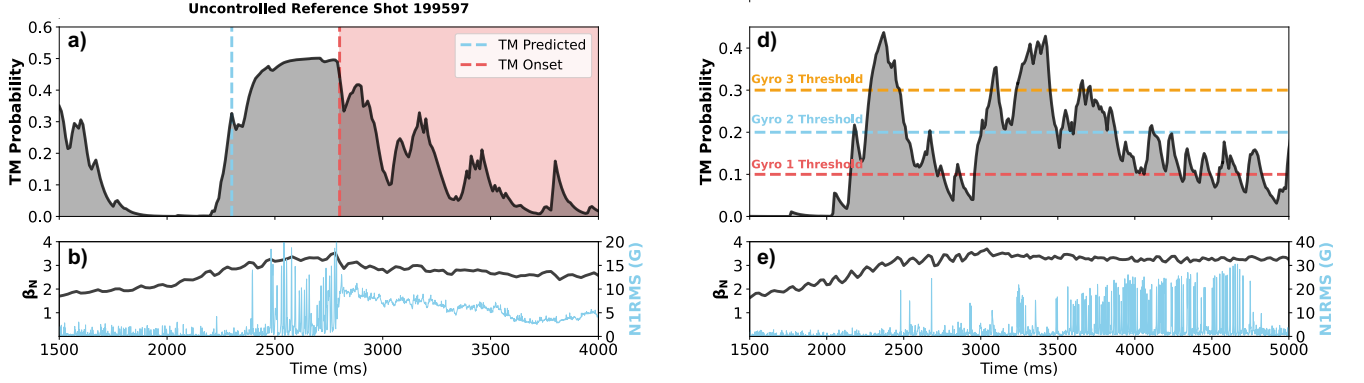 Uncontrolled Reference Shot 199597
a)
TM Probability
0.6
0.5
0.4
0.3
0.2
0.1
0.0
TM Predicted
TM Onset
b)
βN
4
3
2
1
20
15
10
5
0
N1RMS (G)
1500
2000
2500
3000
3500
4000
Time (ms)
d)
TM Probability
0.4
0.3
0.2
0.1
0.0
Gyro 3 Threshold
Gyro 2 Threshold
Gyro 1 Threshold
e)
βN
4
3
2
1
40
30
20
10
0
N1RMS (G)
1500
2000
2500
3000
3500
4000
4500
5000
Time (ms)